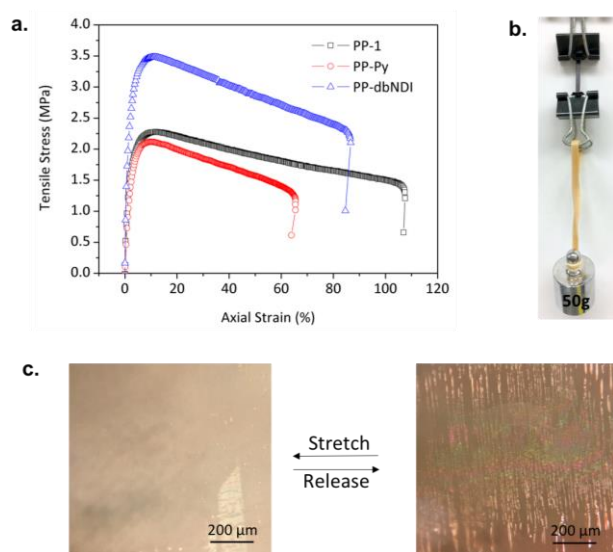 a.
4.0
3.5
3.0
2.5
2.0
1.5
1.0
0.5
0.0
Tensile Stress (MPa)
0
20
40
60
80
100
120
Axial Strain (%)
PP-1
PP-Py
PP-dbNDI
b.
50g
c.
200 μm
Stretch
Release
200 μm